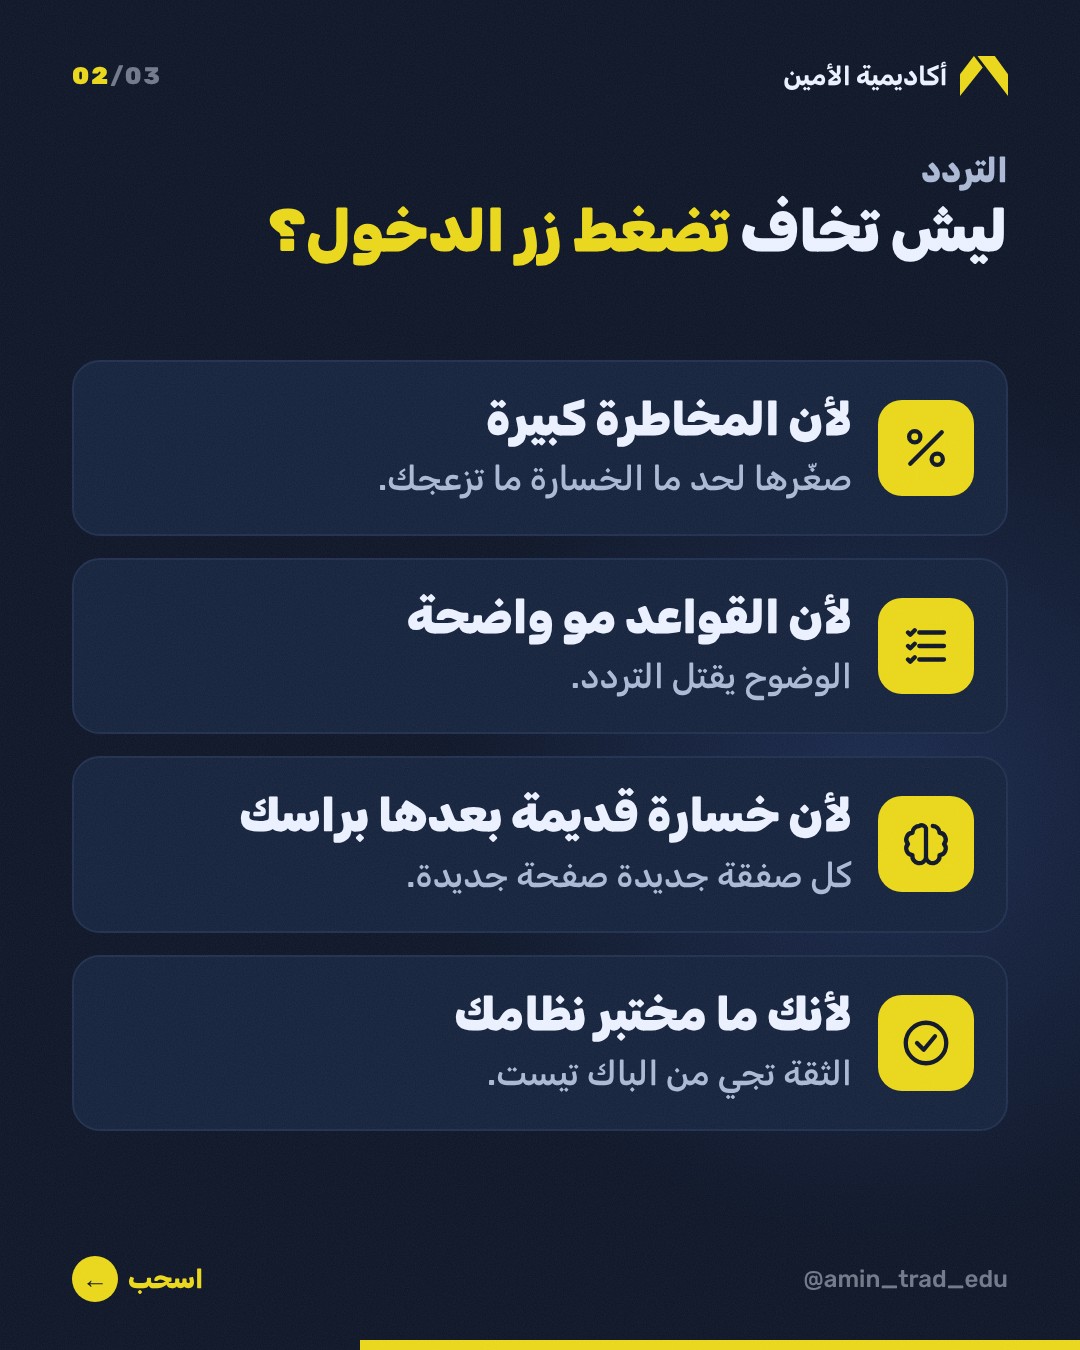 أكاديمية الأمين
02/03
التردد
ليش تخاف تضغط زر الدخول؟
لأن المخاطرة كبيرة
صغّرها لحد ما الخسارة ما تزعجك.
لأن القواعد مو واضحة
الوضوح يقتل التردد.
لأن خسارة قديمة بعدها براسك
كل صفقة جديدة صفحة جديدة.
لأنك ما مختبر نظامك
الثقة تجي من الباك تيست.
@amin_trad_edu
اسحب ←